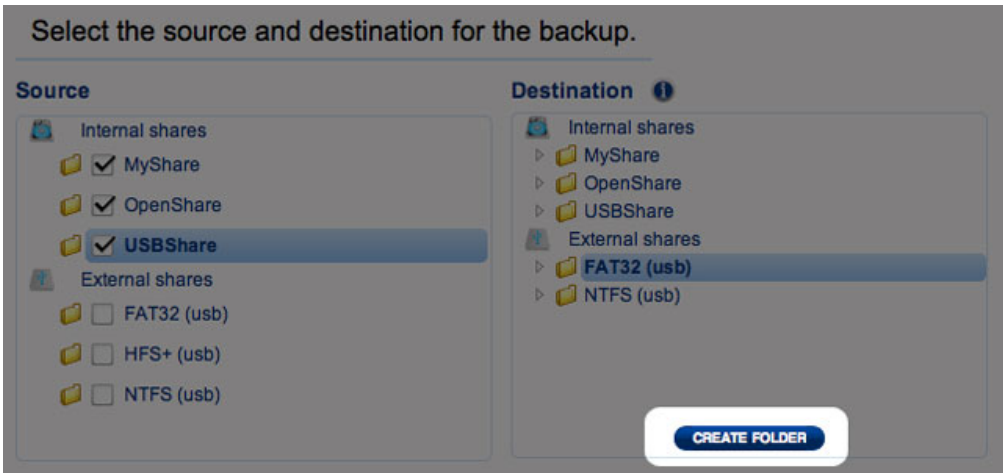 Select the source and destination for the backup.
Source
Internal shares
MyShare
OpenShare
USBShare
External shares
FAT32 (usb)
HFS+ (usb)
NTFS (usb)
Destination
Internal shares
MyShare
OpenShare
USBShare
External shares
FAT32 (usb)
NTFS (usb)
CREATE FOLDER